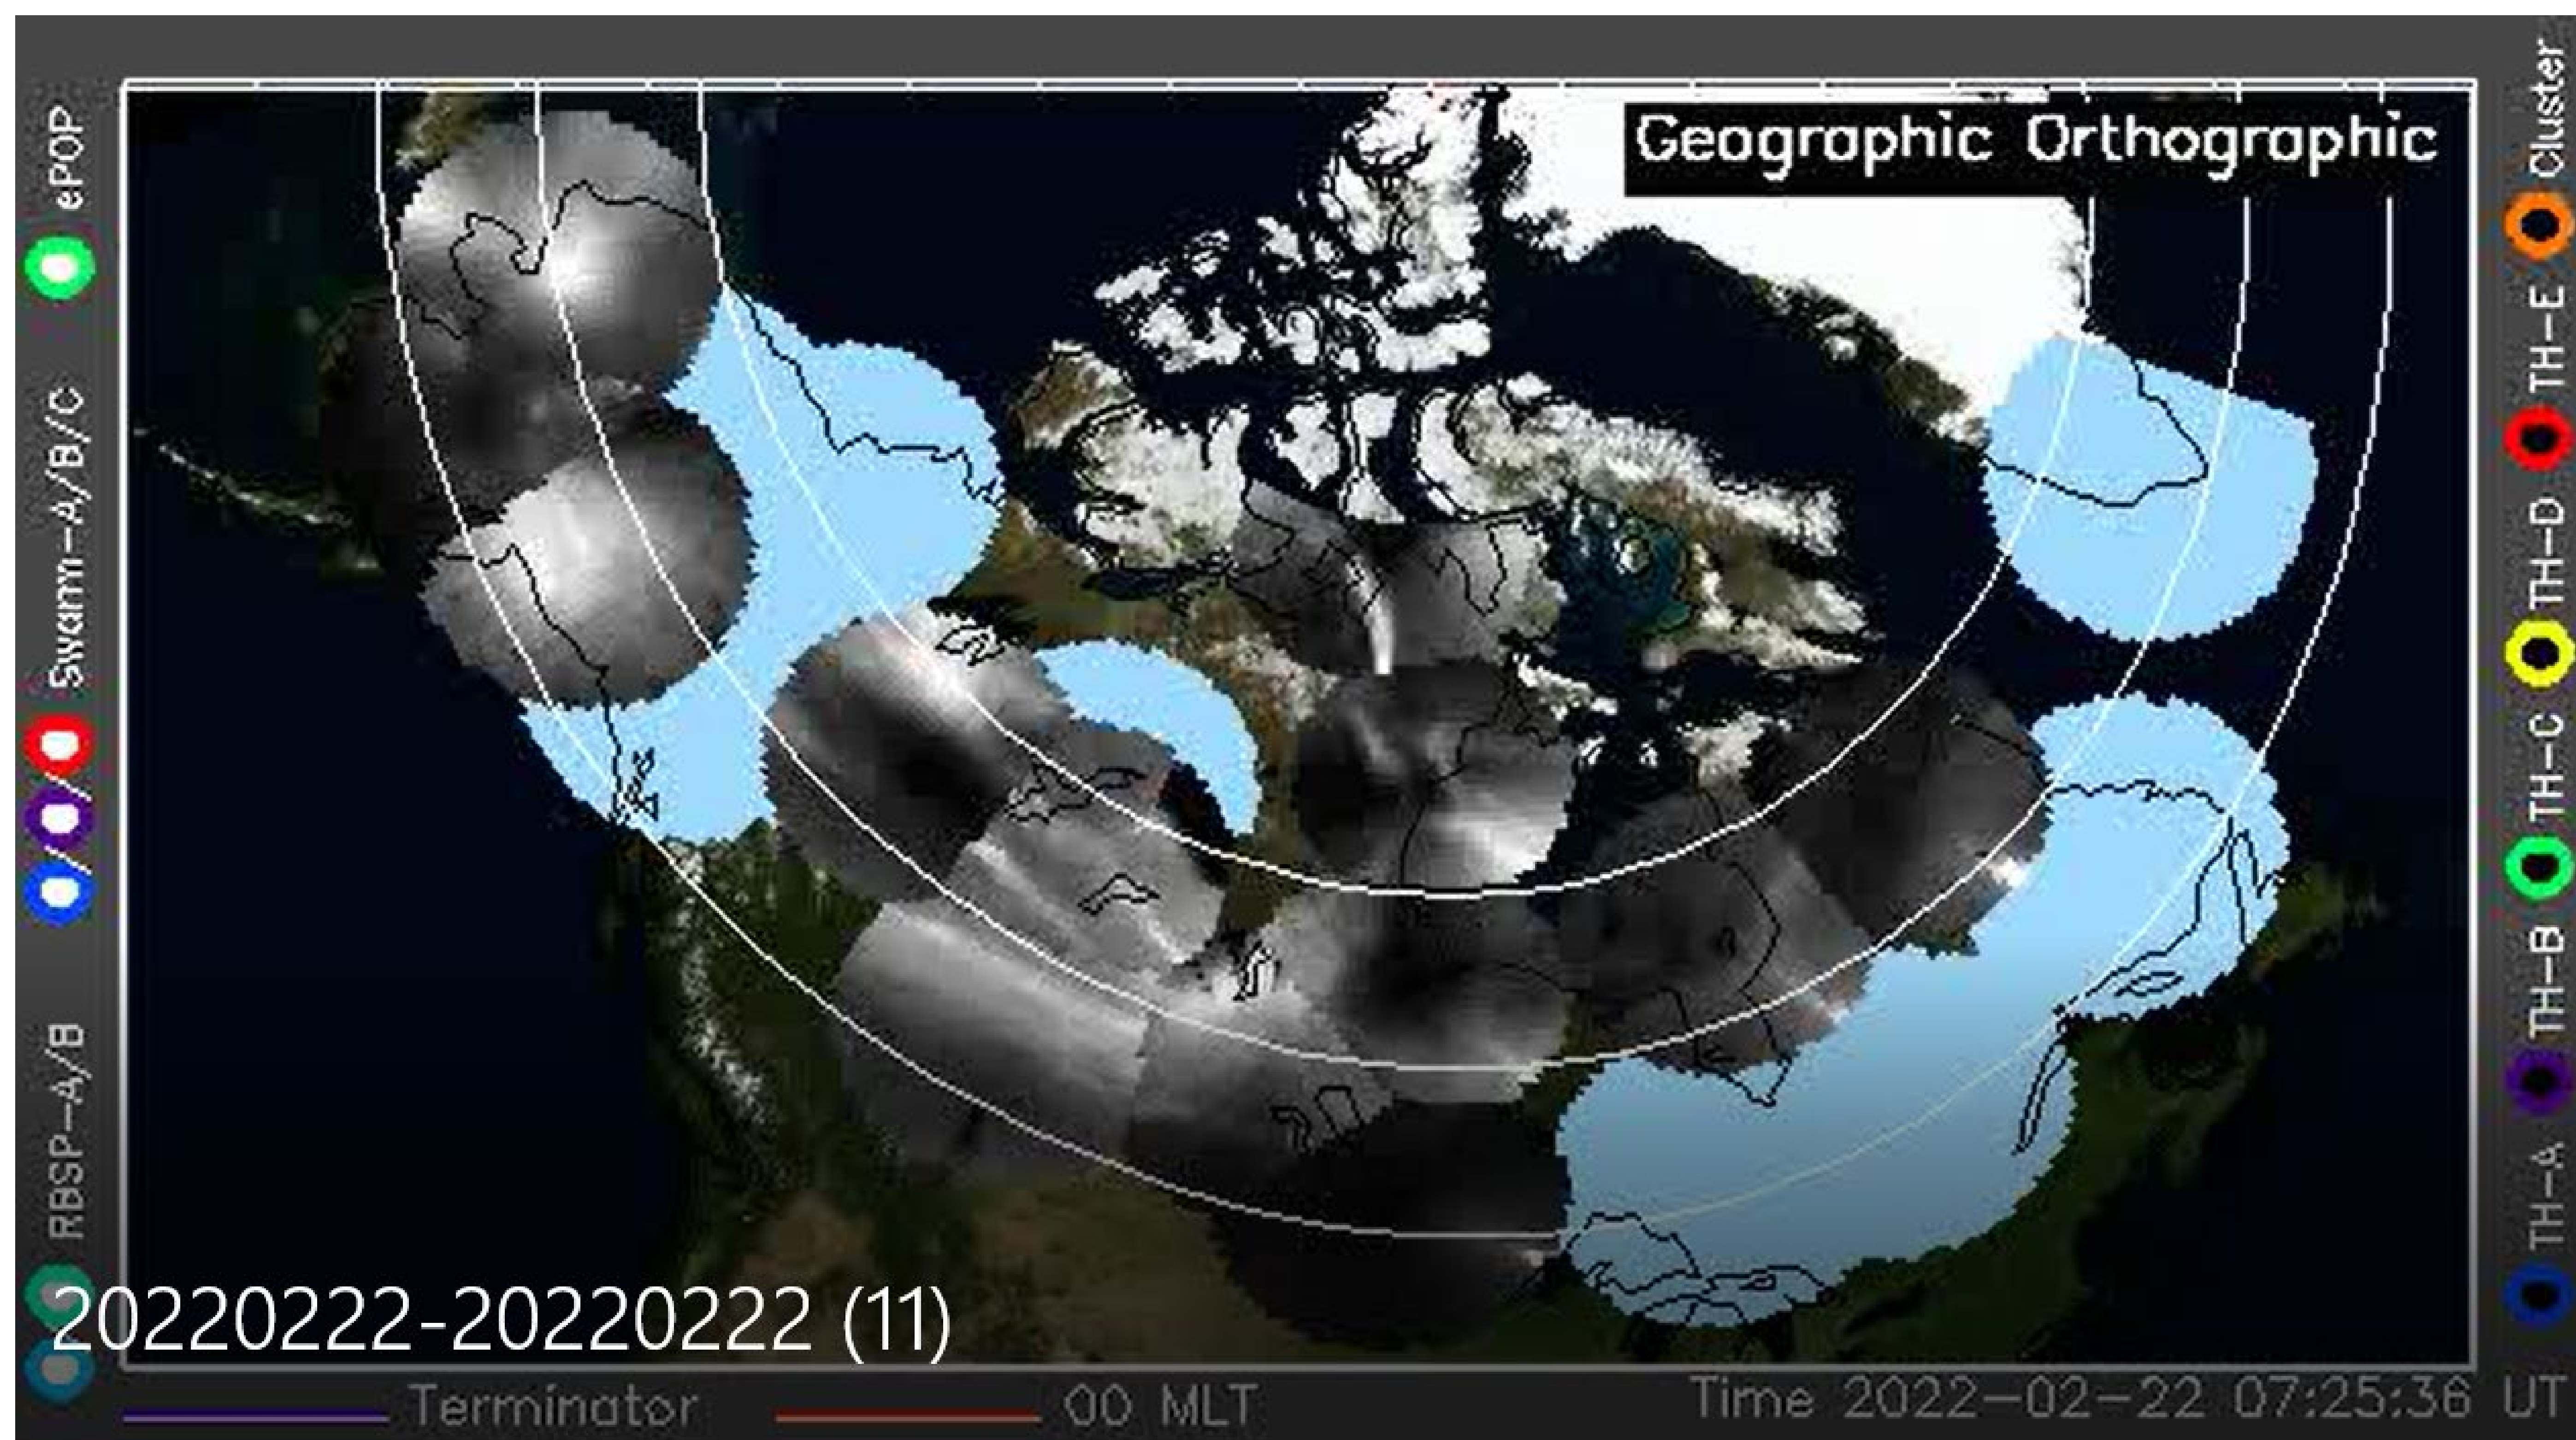 Geographic Orthographic
ePOP
Swarm-A/B/C
RBSP-A/B
Cluster
TH-E
TH-D
TH-C
TH-B
TH-A
20220222-20220222 (11)
Terminator
00 MLT
Time 2022-02-22 07:25:36 UT